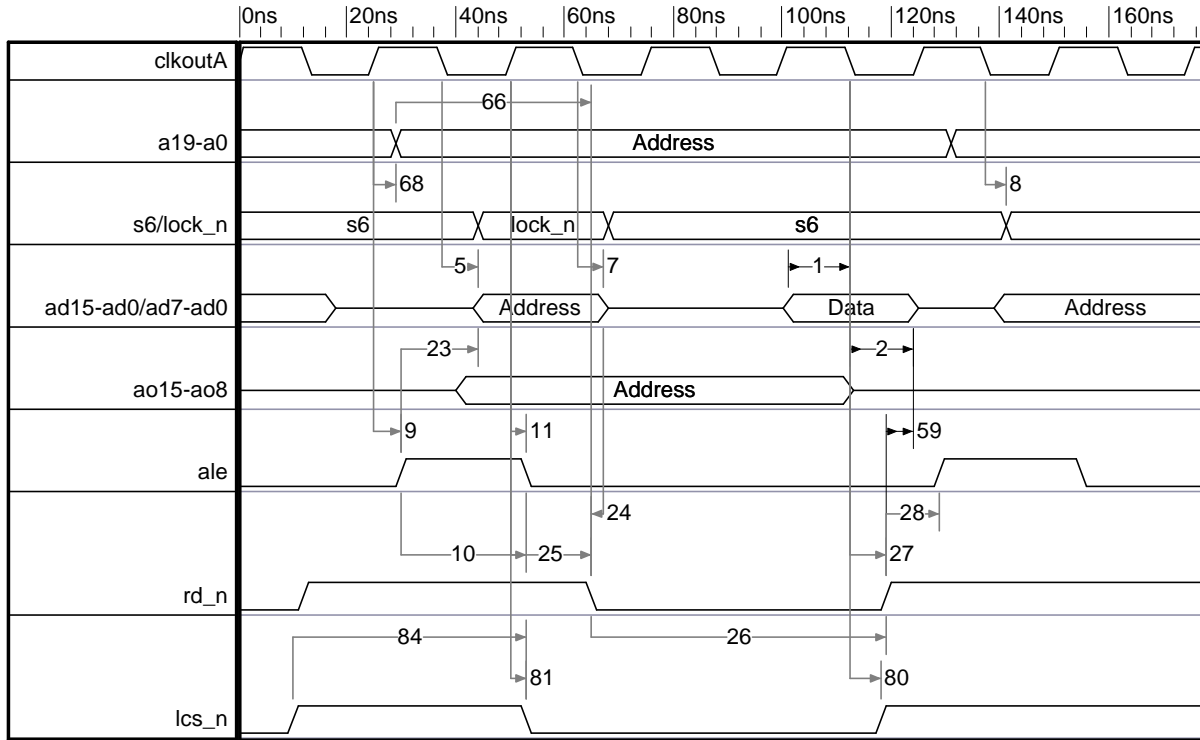 0ns 20ns 40ns 60ns 80ns 100ns 120ns 140ns 160ns
clkoutA
66
a19-a0 Address
68 8
s6/lock_n s6 lock_n s6
5 7 1
ad15-ad0/ad7-ad0 Address Data Address
23 2
ao15-ao8 Address
9 11 59
ale
24 28
10 25 27
rd_n
84 26
81 80
lcs_n